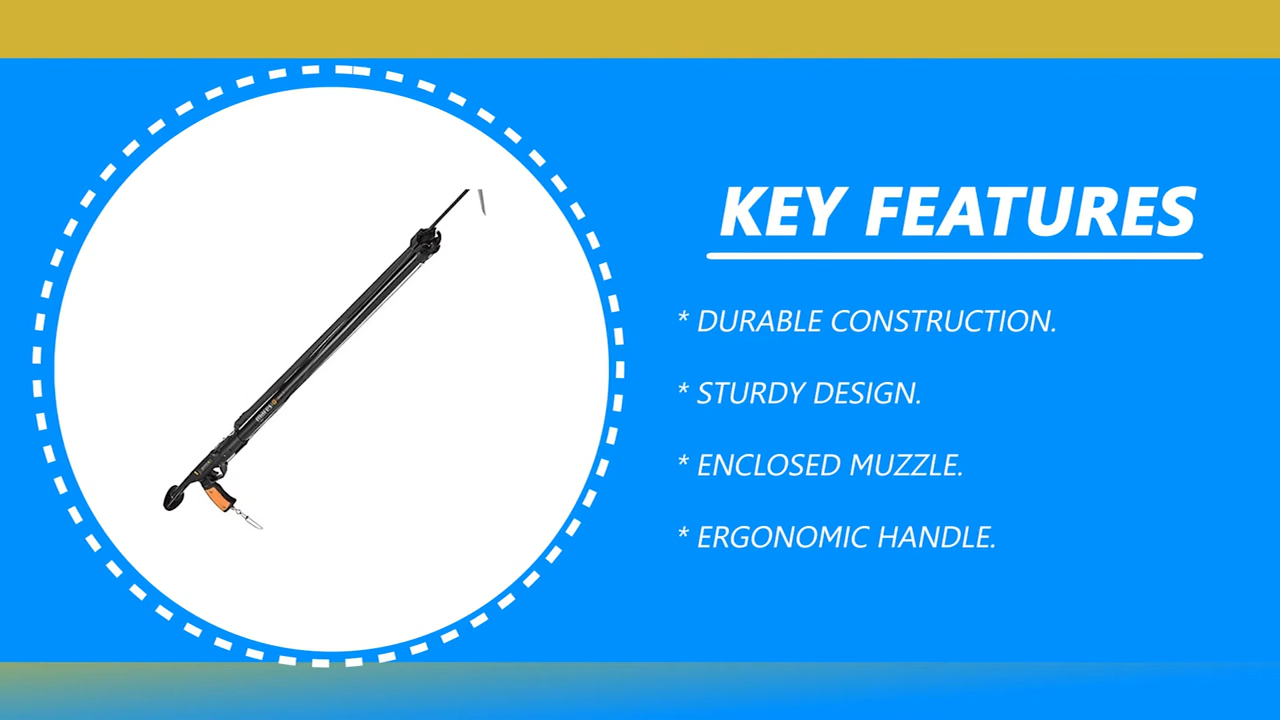 KEY FEATURES
* DURABLE CONSTRUCTION.
* STURDY DESIGN.
* ENCLOSED MUZZLE.
* ERGONOMIC HANDLE.